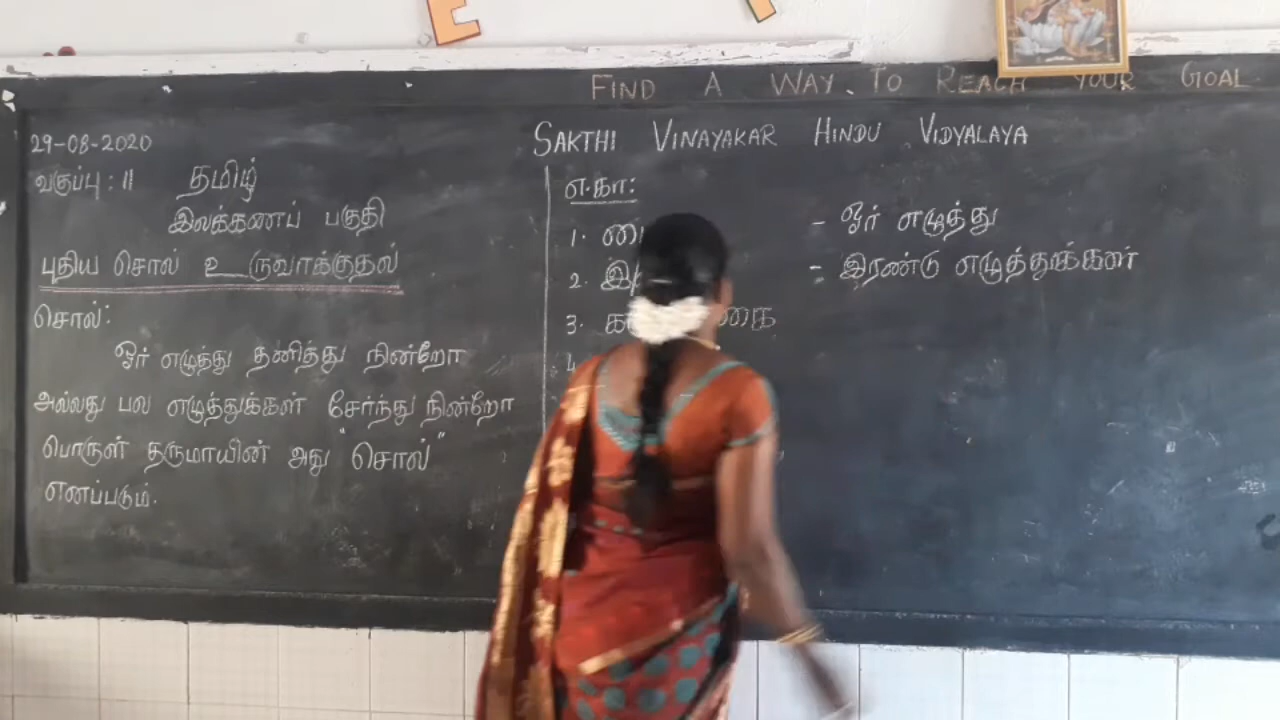 FIND A WAY TO REACH YOUR GOAL
SAKTHI VINAYAKAR HINDU VIDYALAYA
29-08-2020
வகுப்பு : 11 தமிழ்
இலக்கணப் பகுதி
புதிய சொல் உருவாக்குதல்
சொல்:
ஓர் எழுத்து தனித்து நின்றோ
அல்லது பல எழுத்துக்கள் சேர்ந்து நின்றோ
பொருள் தருமாயின் அது "சொல்"
எனப்படும்.
எ.கா:
1. - ஓர் எழுத்து
2. - இரண்டு எழுத்துக்கள்
3.
4.